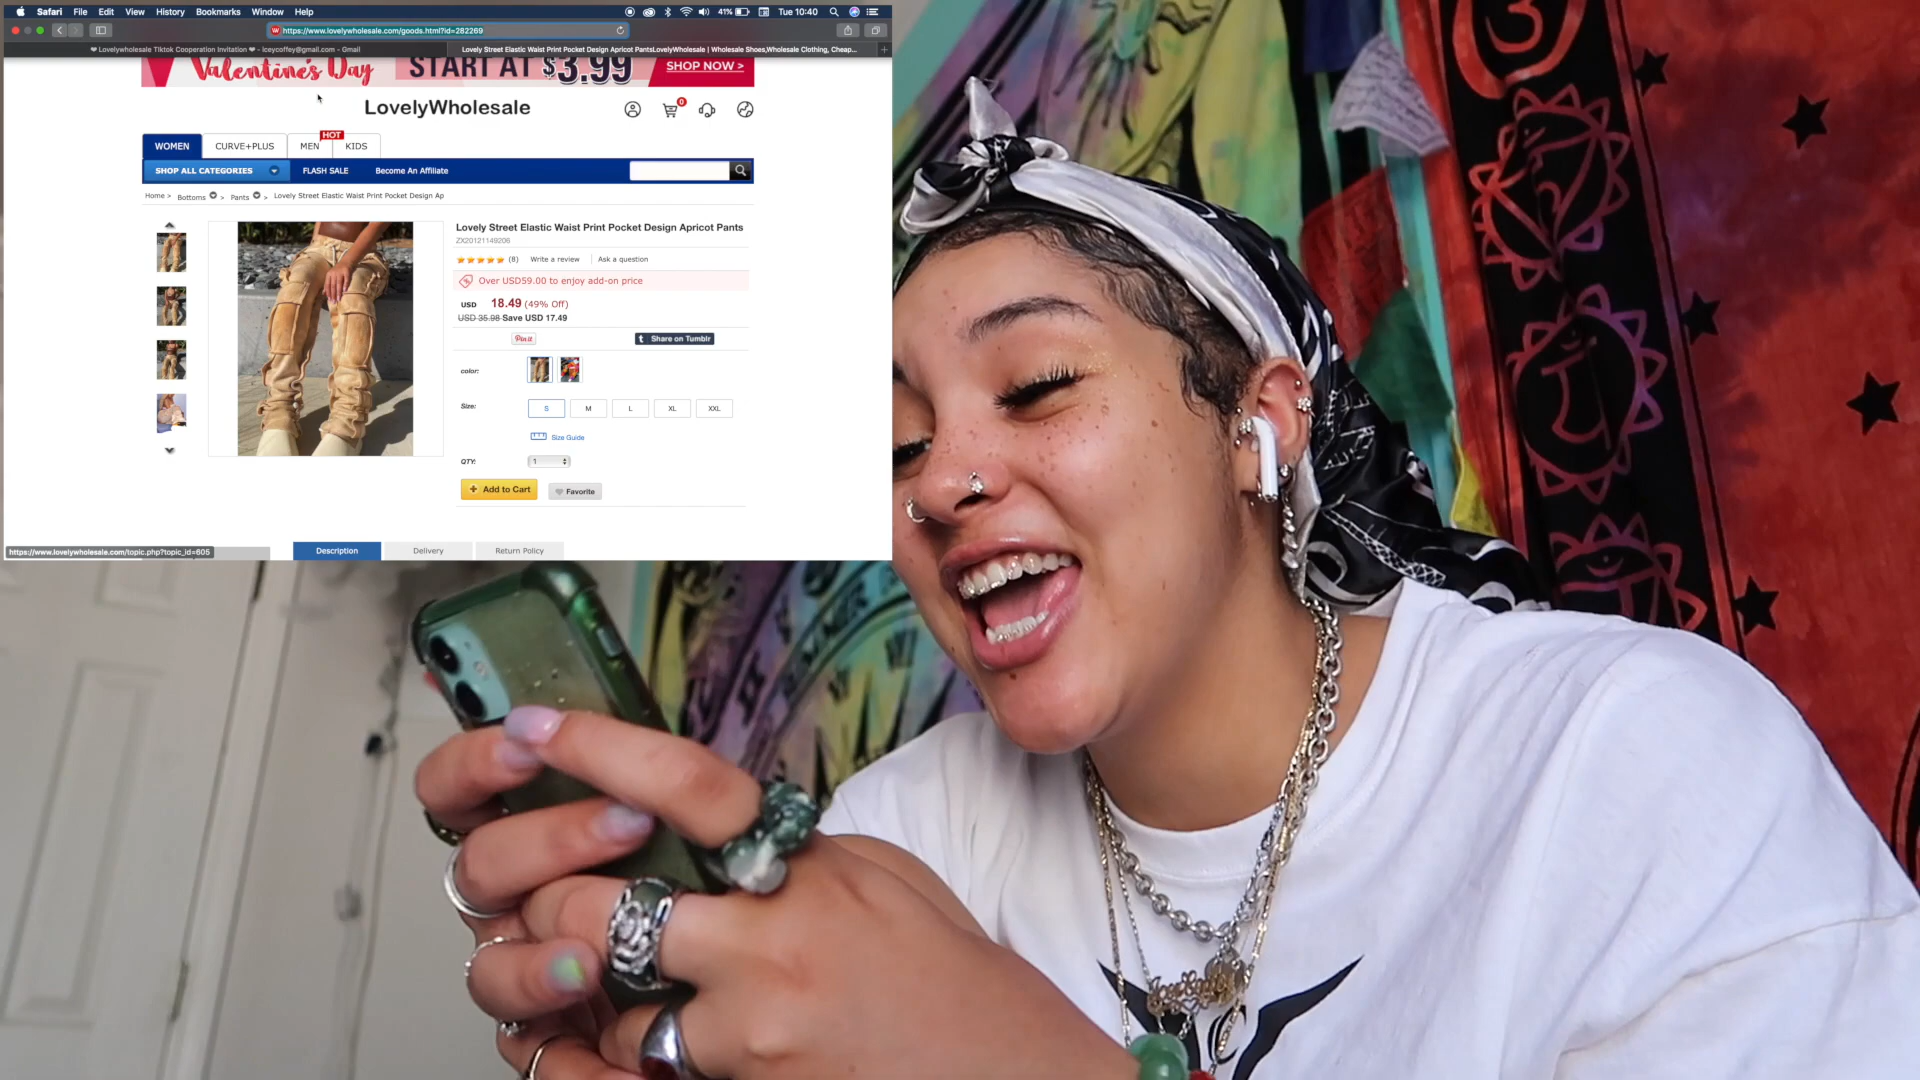 Safari File Edit View History Bookmarks Window Help 41% Tue 10:40
https://www.lovelywholesale.com/goods.html?id=282269
❤ Lovelywholesale Tiktok Cooperation Invitation ❤ - iceycoffey@gmail.com - Gmail
Lovely Street Elastic Waist Print Pocket Design Apricot PantsLovelyWholesale | Wholesale Shoes,Wholesale Clothing, Cheap...
Valentine's Day START AT $3.99 SHOP NOW >
LovelyWholesale 0
HOT
WOMEN CURVE+PLUS MEN KIDS
SHOP ALL CATEGORIES FLASH SALE Become An Affiliate
Home > Bottoms > Pants > Lovely Street Elastic Waist Print Pocket Design Ap
Lovely Street Elastic Waist Print Pocket Design Apricot Pants
ZX20121149206
(8) Write a review Ask a question
Over USD59.00 to enjoy add-on price
USD 18.49 (49% Off)
USD 35.98 Save USD 17.49
Pin it t Share on Tumblr
color:
Size: S M L XL XXL
Size Guide
QTY: 1
+ Add to Cart Favorite
https://www.lovelywholesale.com/topic.php?topic_id=605
Description Delivery Return Policy